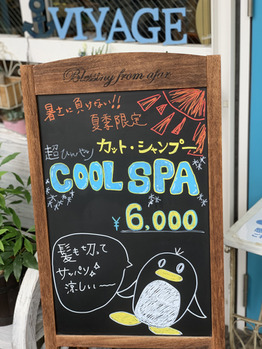 VIYAGE
Blessing from afar
暑さに負けない!!
夏季限定
超ひんやり
カット・シャンプー
COOL SPA
¥6,000
髪も切って
サッパリ♪
涼しい〜